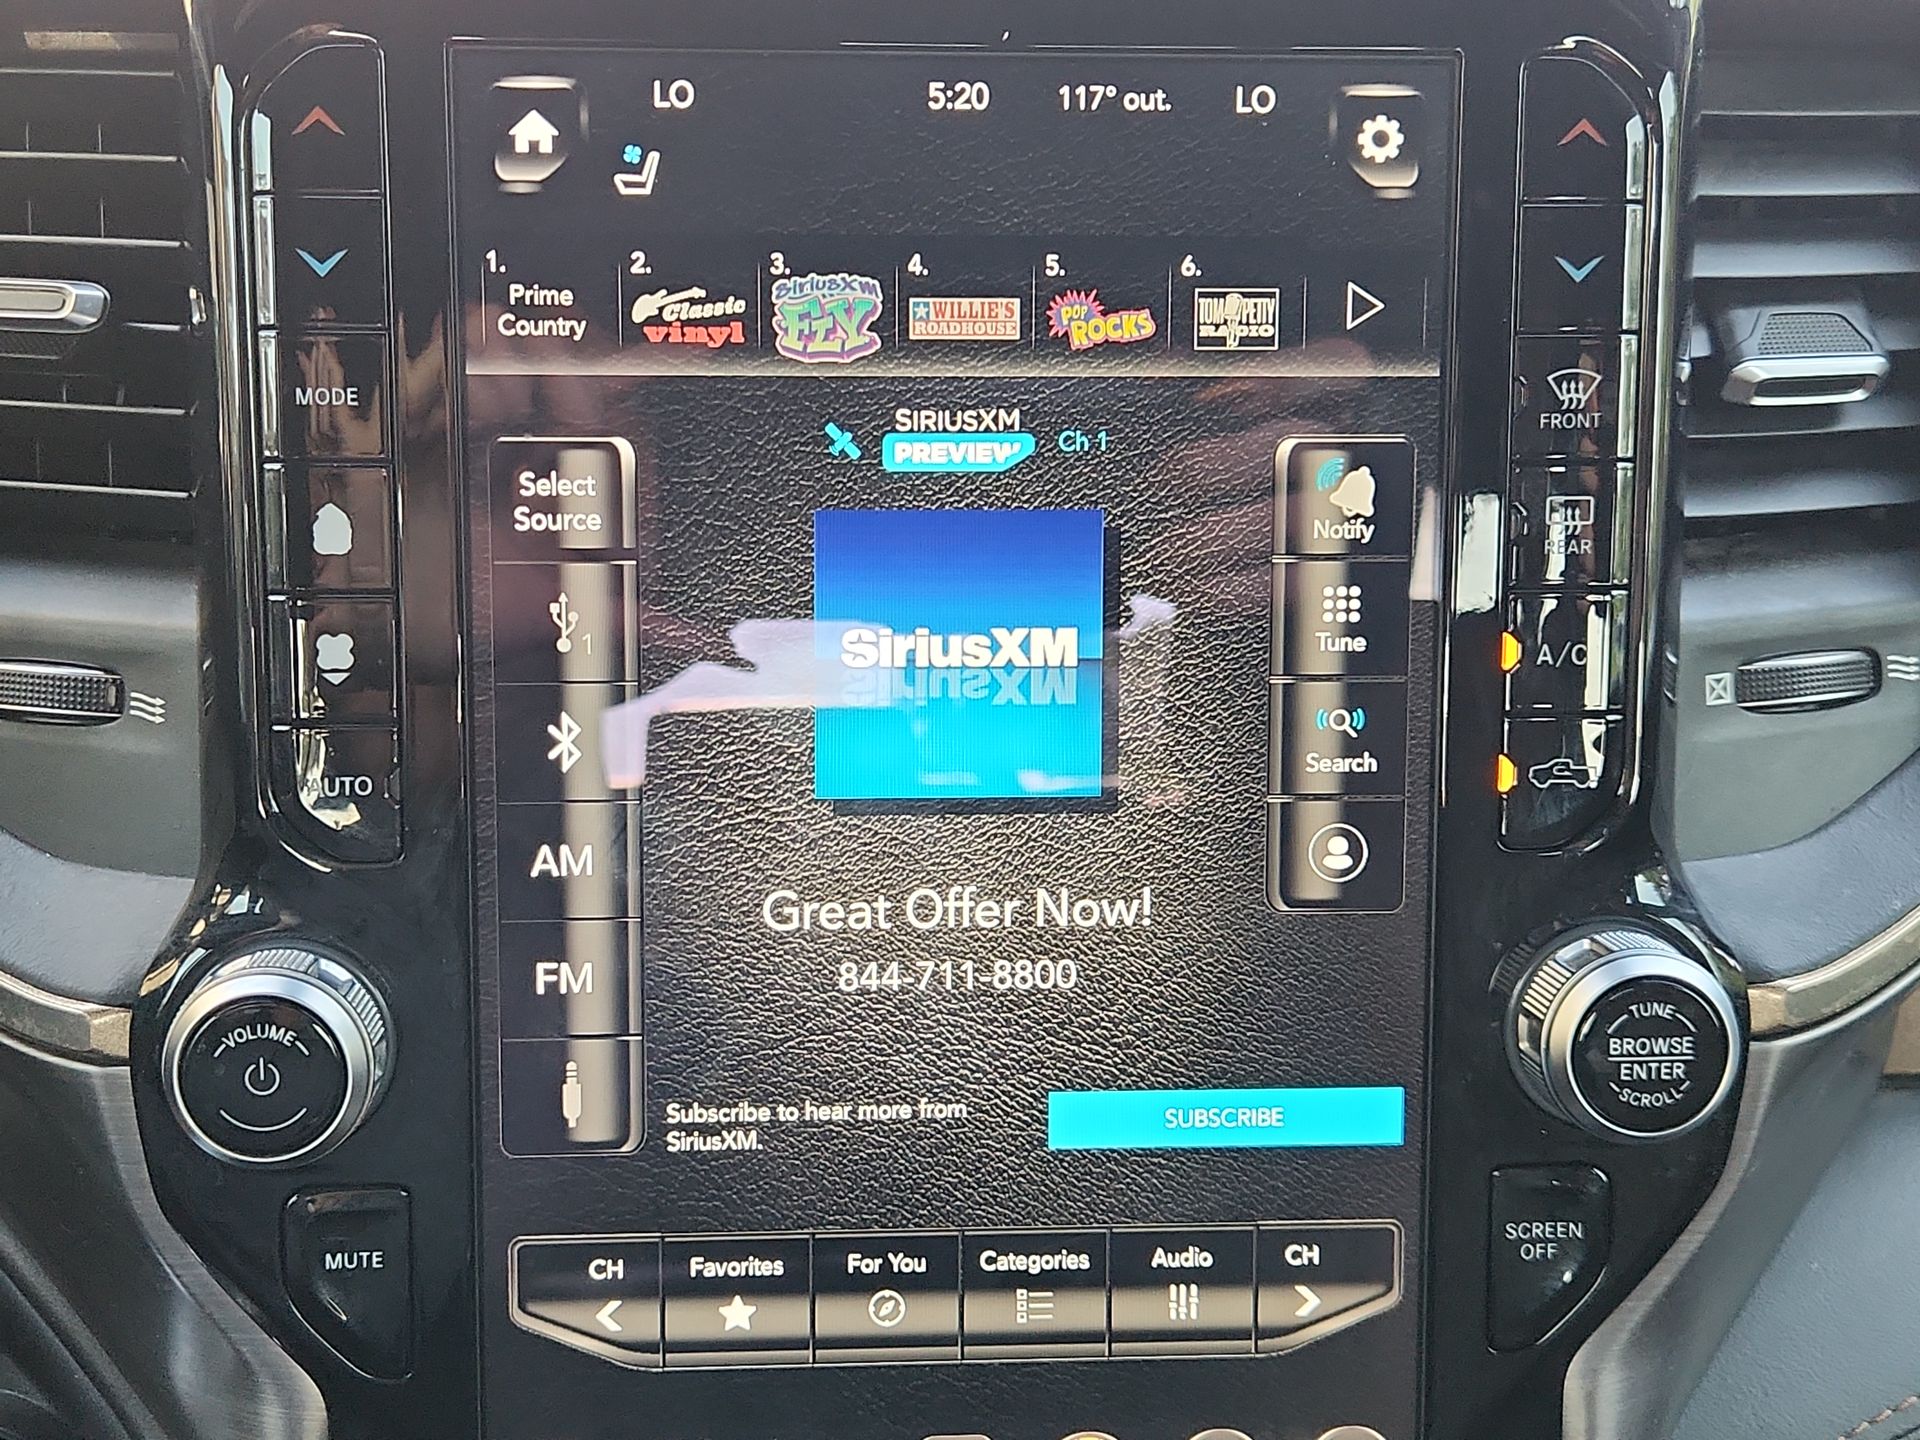 LO
5:20
117° out.
LO
1.
Prime
Country
2.
Classic
vinyl
3.
SiriusXM
FLY
4.
WILLIE'S
ROADHOUSE
5.
POP
ROCKS
6.
TOM PETTY
RADIO
MODE
AUTO
FRONT
REAR
A/C
SIRIUSXM
PREVIEW
Ch 1
Select
Source
1
AM
FM
Notify
Tune
Search
SiriusXM
Great Offer Now!
844-711-8800
Subscribe to hear more from
SiriusXM.
SUBSCRIBE
VOLUME
TUNE
BROWSE
ENTER
SCROLL
MUTE
SCREEN
OFF
CH
Favorites
For You
Categories
Audio
CH